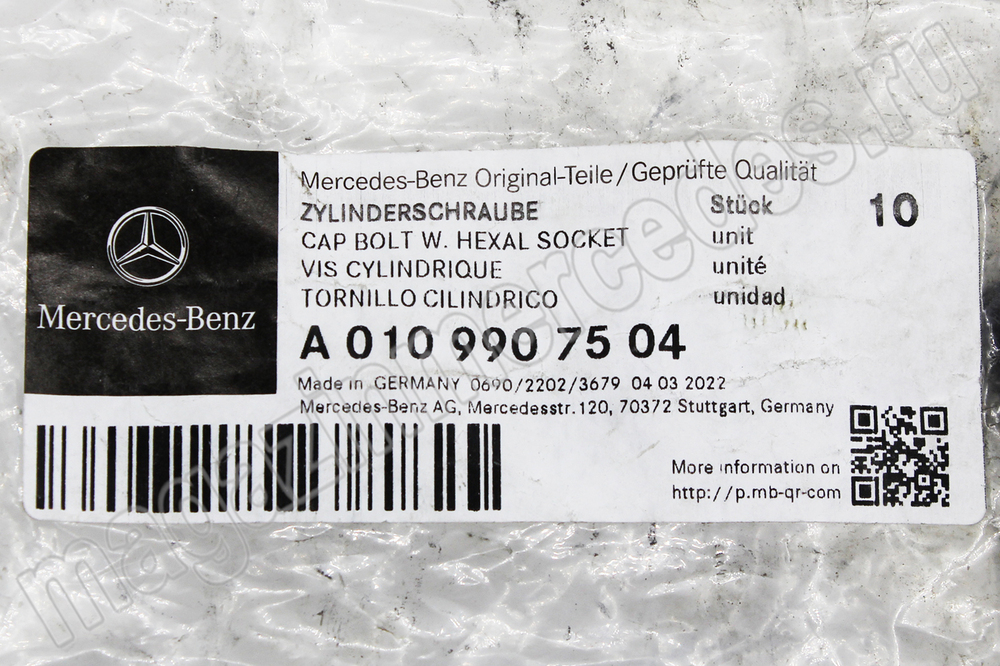 Mercedes-Benz Original-Teile/Geprüfte Qualität
ZYLINDERSCHRAUBE Stück 10
CAP BOLT W. HEXAL SOCKET unit
VIS CYLINDRIQUE unité
TORNILLO CILINDRICO unidad
Mercedes-Benz
A 010 990 75 04
Made in GERMANY 0690/2202/3679 04 03 2022
Mercedes-Benz AG, Mercedesstr. 120, 70372 Stuttgart, Germany
More information on
http://p.mb-qr-com
magazinmercedes.ru